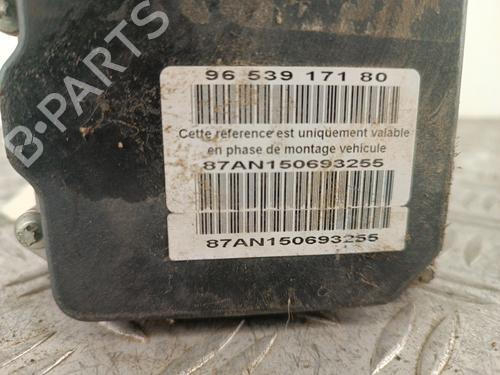 B-PARTS
96 539 171 80
Cette reference est uniquement valable
en phase de montage vehicule
87AN150693255
87AN150693255